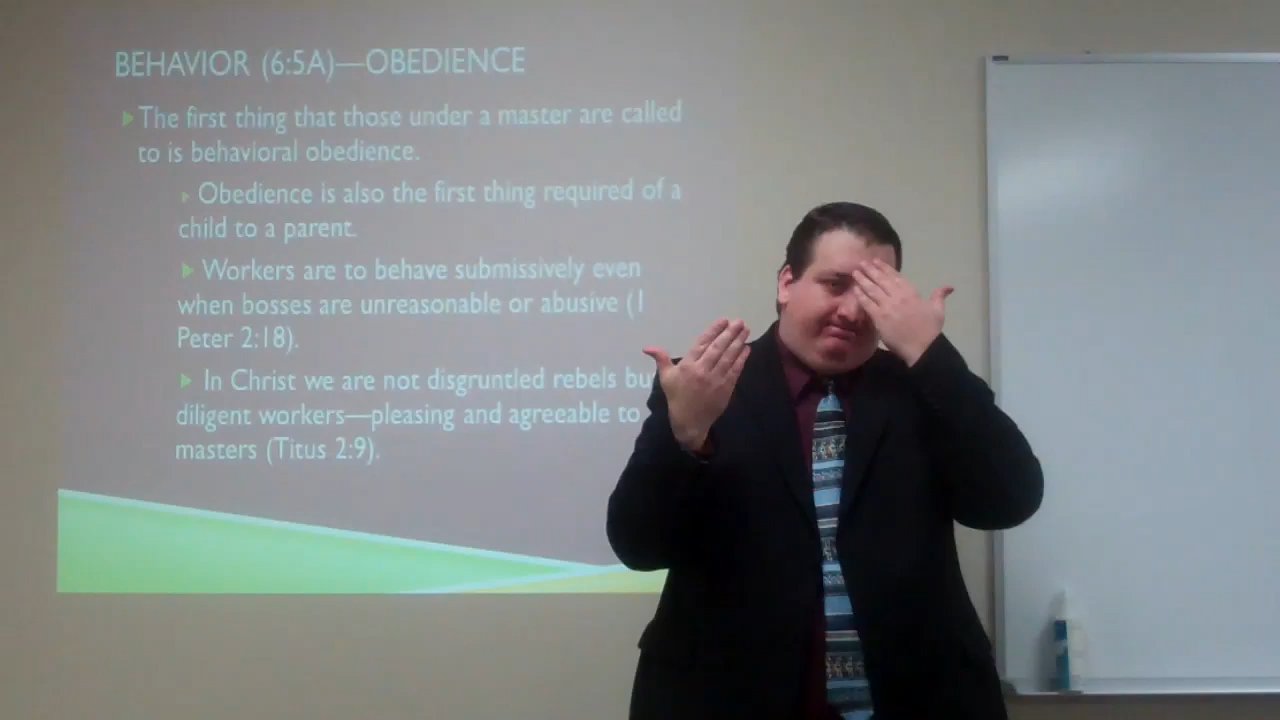 BEHAVIOR (6:5A)—OBEDIENCE
The first thing that those under a master are called
to is behavioral obedience.
Obedience is also the first thing required of a
child to a parent.
Workers are to behave submissively even
when bosses are unreasonable or abusive (1
Peter 2:18).
In Christ we are not disgruntled rebels bu
diligent workers—pleasing and agreeable to
masters (Titus 2:9).